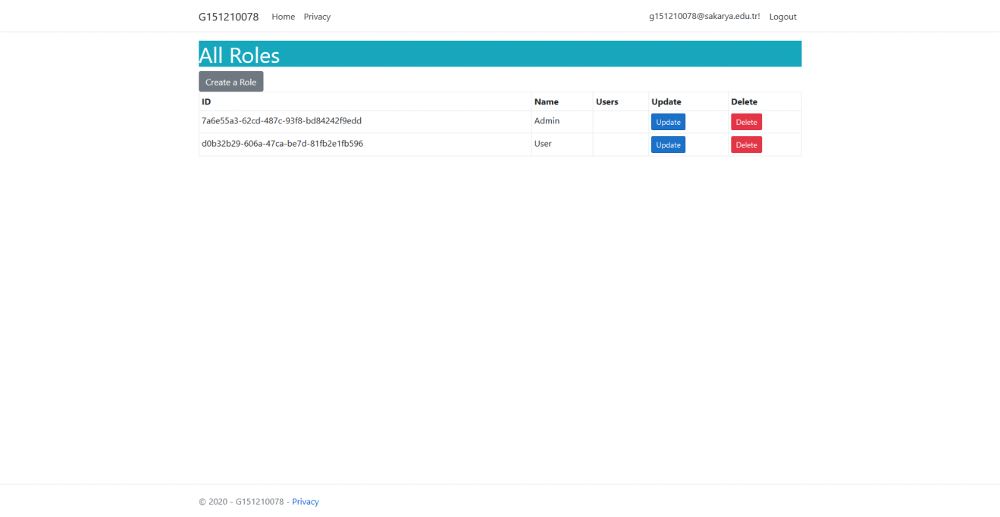 G151210078 Home Privacy g151210078@sakarya.edu.tr! Logout
All Roles
Create a Role
ID Name Users Update Delete
7a6e55a3-62cd-487c-93f8-bd84242f9edd Admin Update Delete
d0b32b29-606a-47ca-be7d-81fb2e1fb596 User Update Delete
© 2020 - G151210078 - Privacy